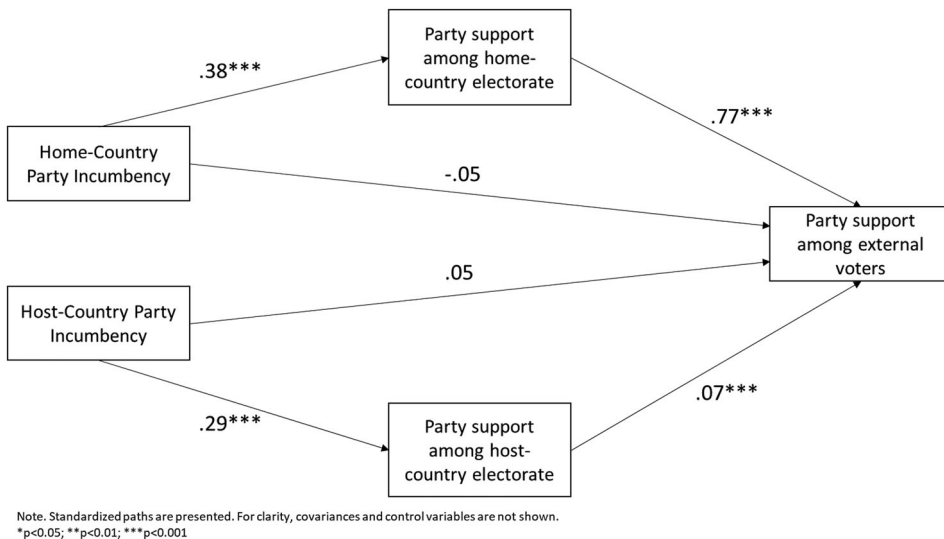 Party support
among home-
country electorate
.38***
.77***
Home-Country
Party Incumbency
-.05
Party support
among external
voters
.05
Host-Country Party
Incumbency
.29***
.07***
Party support
among host-
country electorate
Note. Standardized paths are presented. For clarity, covariances and control variables are not shown.
*p<0.05; **p<0.01; ***p<0.001